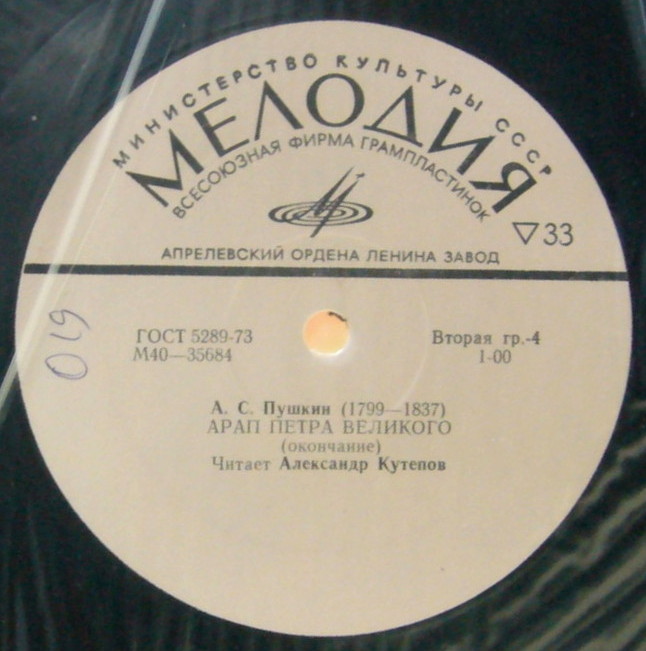 МИНИСТЕРСТВО КУЛЬТУРЫ СССР
МЕЛОДИЯ
ВСЕСОЮЗНАЯ ФИРМА ГРАМПЛАСТИНОК
▽33
АПРЕЛЕВСКИЙ ОРДЕНА ЛЕНИНА ЗАВОД
ГОСТ 5289-73
М40—35684
Вторая гр.-4
1-00
А. С. Пушкин (1799—1837)
АРАП ПЕТРА ВЕЛИКОГО
(окончание)
Читает Александр Кутепов